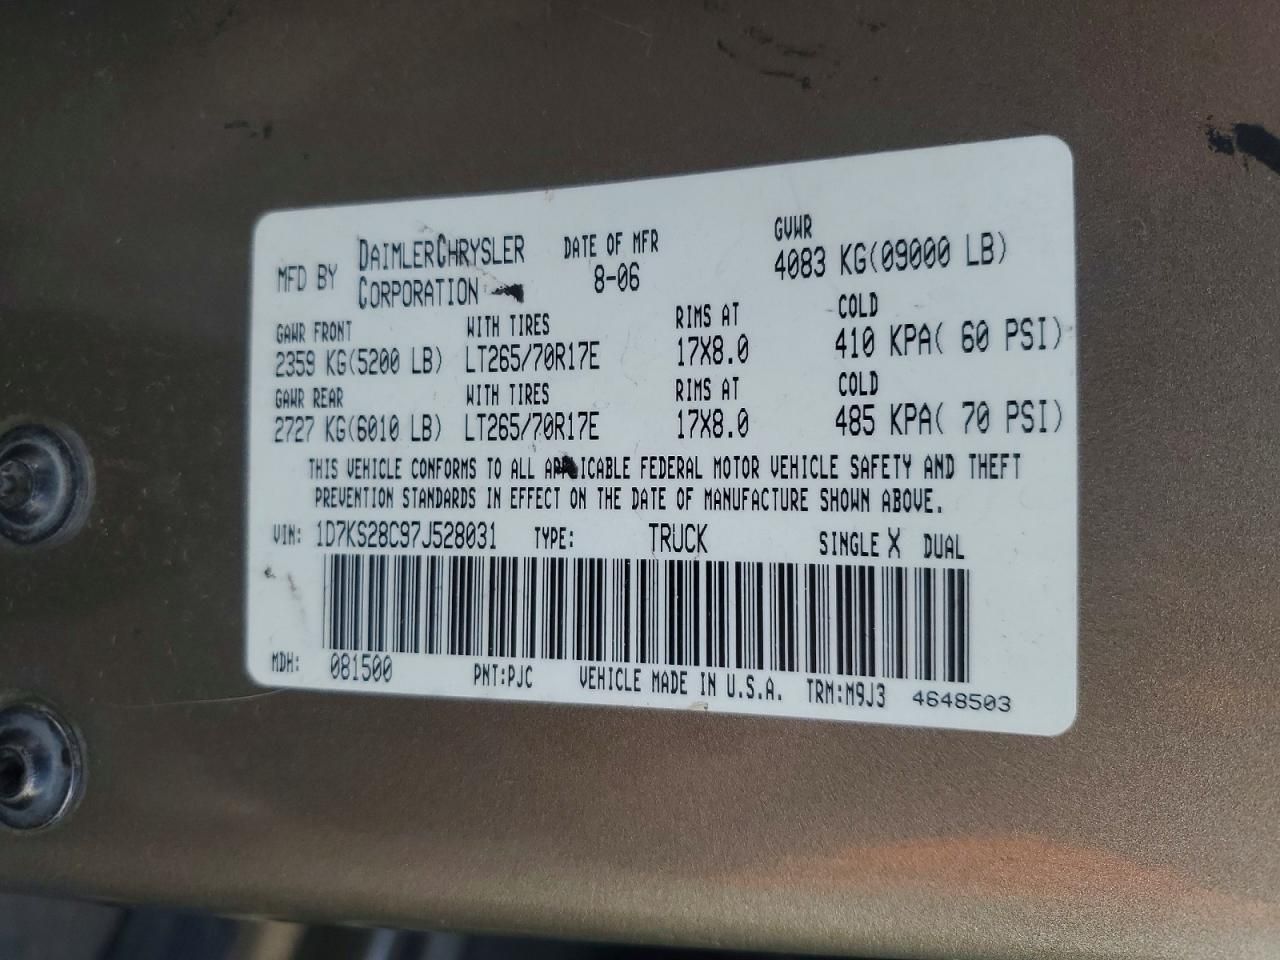 MFD BY DAIMLERCHRYSLER CORPORATION DATE OF MFR 8-06 GVWR 4083 KG(09000 LB)
GAWR FRONT WITH TIRES RIMS AT COLD
2359 KG(5200 LB) LT265/70R17E 17X8.0 410 KPA( 60 PSI)
GAWR REAR WITH TIRES RIMS AT COLD
2727 KG(6010 LB) LT265/70R17E 17X8.0 485 KPA( 70 PSI)
THIS VEHICLE CONFORMS TO ALL APPLICABLE FEDERAL MOTOR VEHICLE SAFETY AND THEFT
PREVENTION STANDARDS IN EFFECT ON THE DATE OF MANUFACTURE SHOWN ABOVE.
VIN: 1D7KS28C97J528031 TYPE: TRUCK SINGLE X DUAL
MDH: 081500 PNT:PJC VEHICLE MADE IN U.S.A. TRM:M9J3 4648503